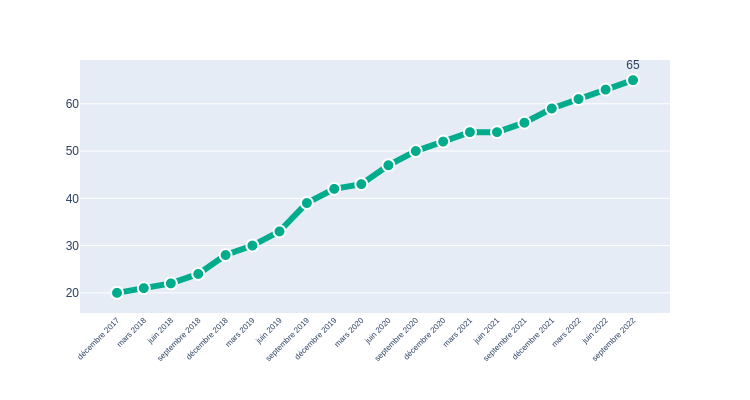 65
60
50
40
30
20
décembre 2017
mars 2018
juin 2018
septembre 2018
décembre 2018
mars 2019
juin 2019
septembre 2019
décembre 2019
mars 2020
juin 2020
septembre 2020
décembre 2020
mars 2021
juin 2021
septembre 2021
décembre 2021
mars 2022
juin 2022
septembre 2022